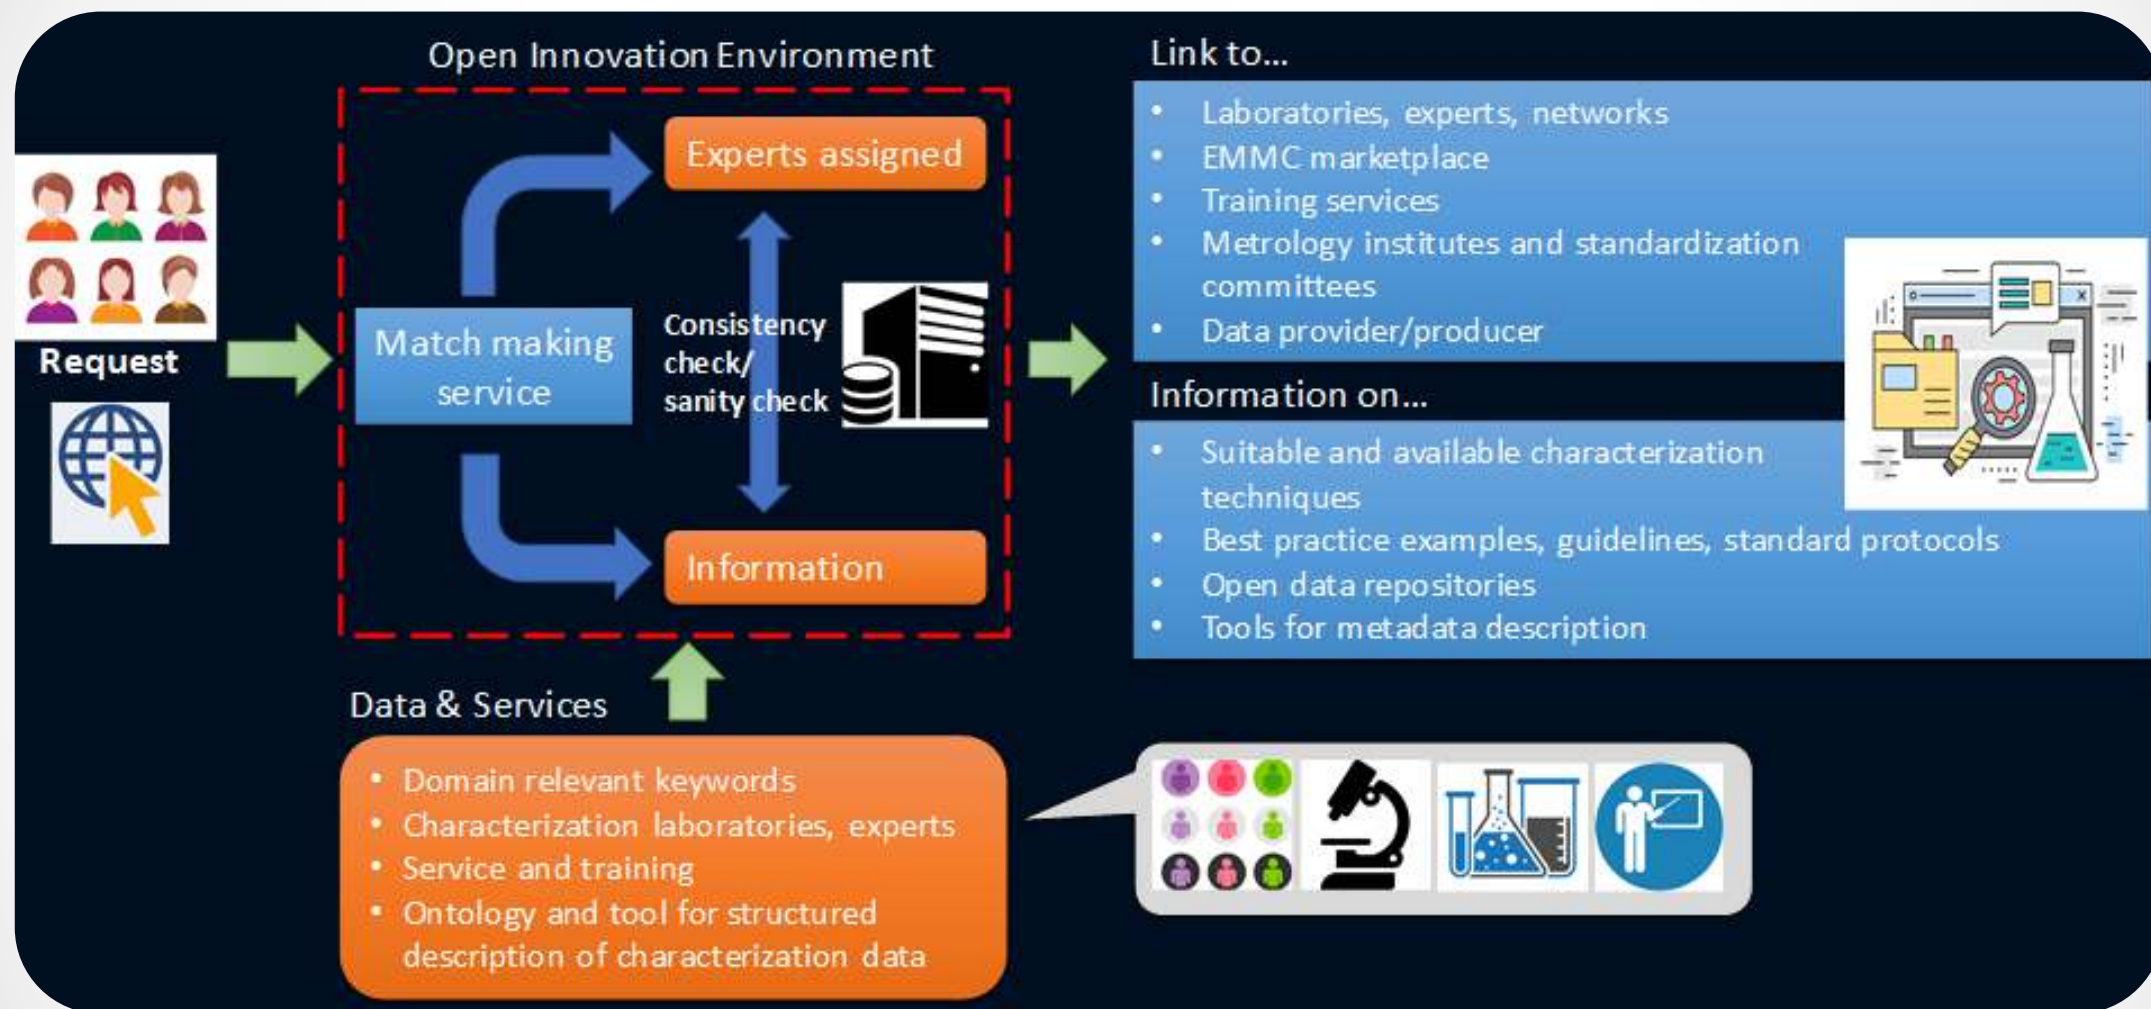 Open Innovation Environment
Experts assigned
Request
Match making
service
Consistency
check/
sanity check
Information
Link to...
• Laboratories, experts, networks
• EMMC marketplace
• Training services
• Metrology institutes and standardization
committees
• Data provider/producer
Information on...
• Suitable and available characterization
techniques
• Best practice examples, guidelines, standard protocols
• Open data repositories
• Tools for metadata description
Data & Services
• Domain relevant keywords
• Characterization laboratories, experts
• Service and training
• Ontology and tool for structured
description of characterization data